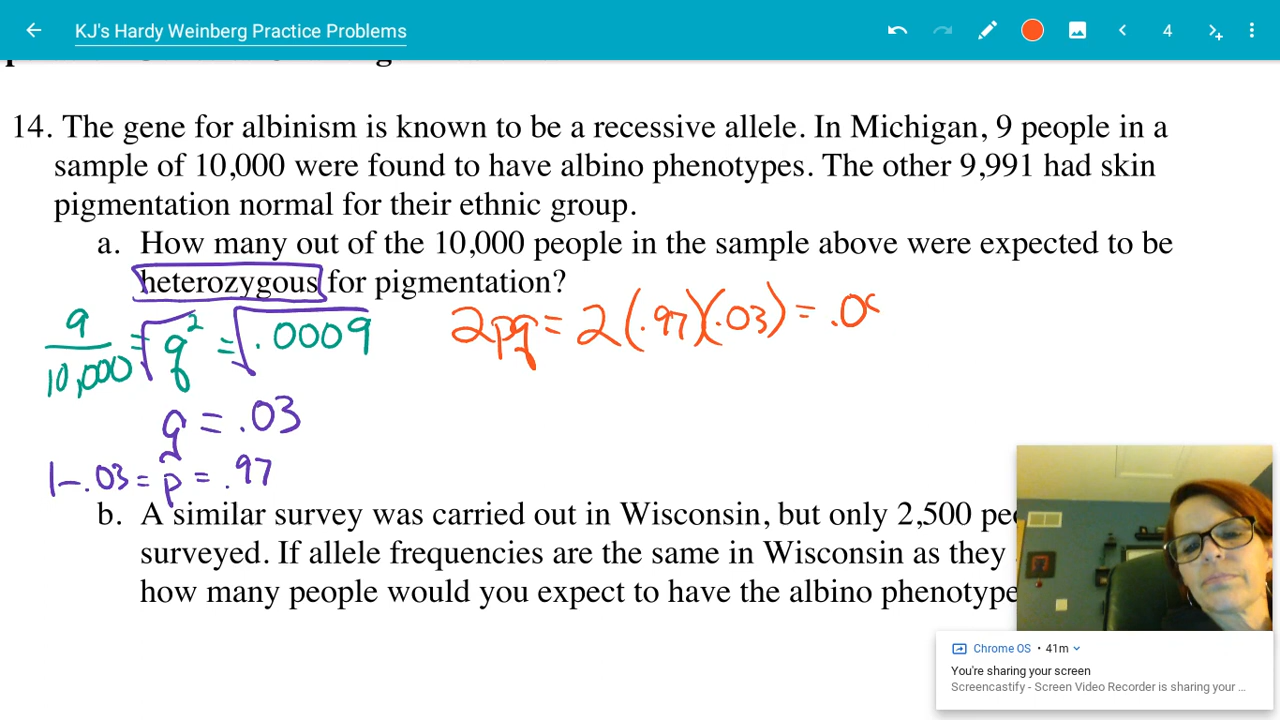 KJ's Hardy Weinberg Practice Problems
4
14. The gene for albinism is known to be a recessive allele. In Michigan, 9 people in a
sample of 10,000 were found to have albino phenotypes. The other 9,991 had skin
pigmentation normal for their ethnic group.
a. How many out of the 10,000 people in the sample above were expected to be
heterozygous for pigmentation?
9/10,000 = √q² = √.0009
2pq = 2(.97)(.03) = .0
q = .03
1-.03 = p = .97
b. A similar survey was carried out in Wisconsin, but only 2,500
surveyed. If allele frequencies are the same in Wisconsin as they
how many people would you expect to have the albino phenotype
Chrome OS • 41m
You're sharing your screen
Screencastify - Screen Video Recorder is sharing your ...